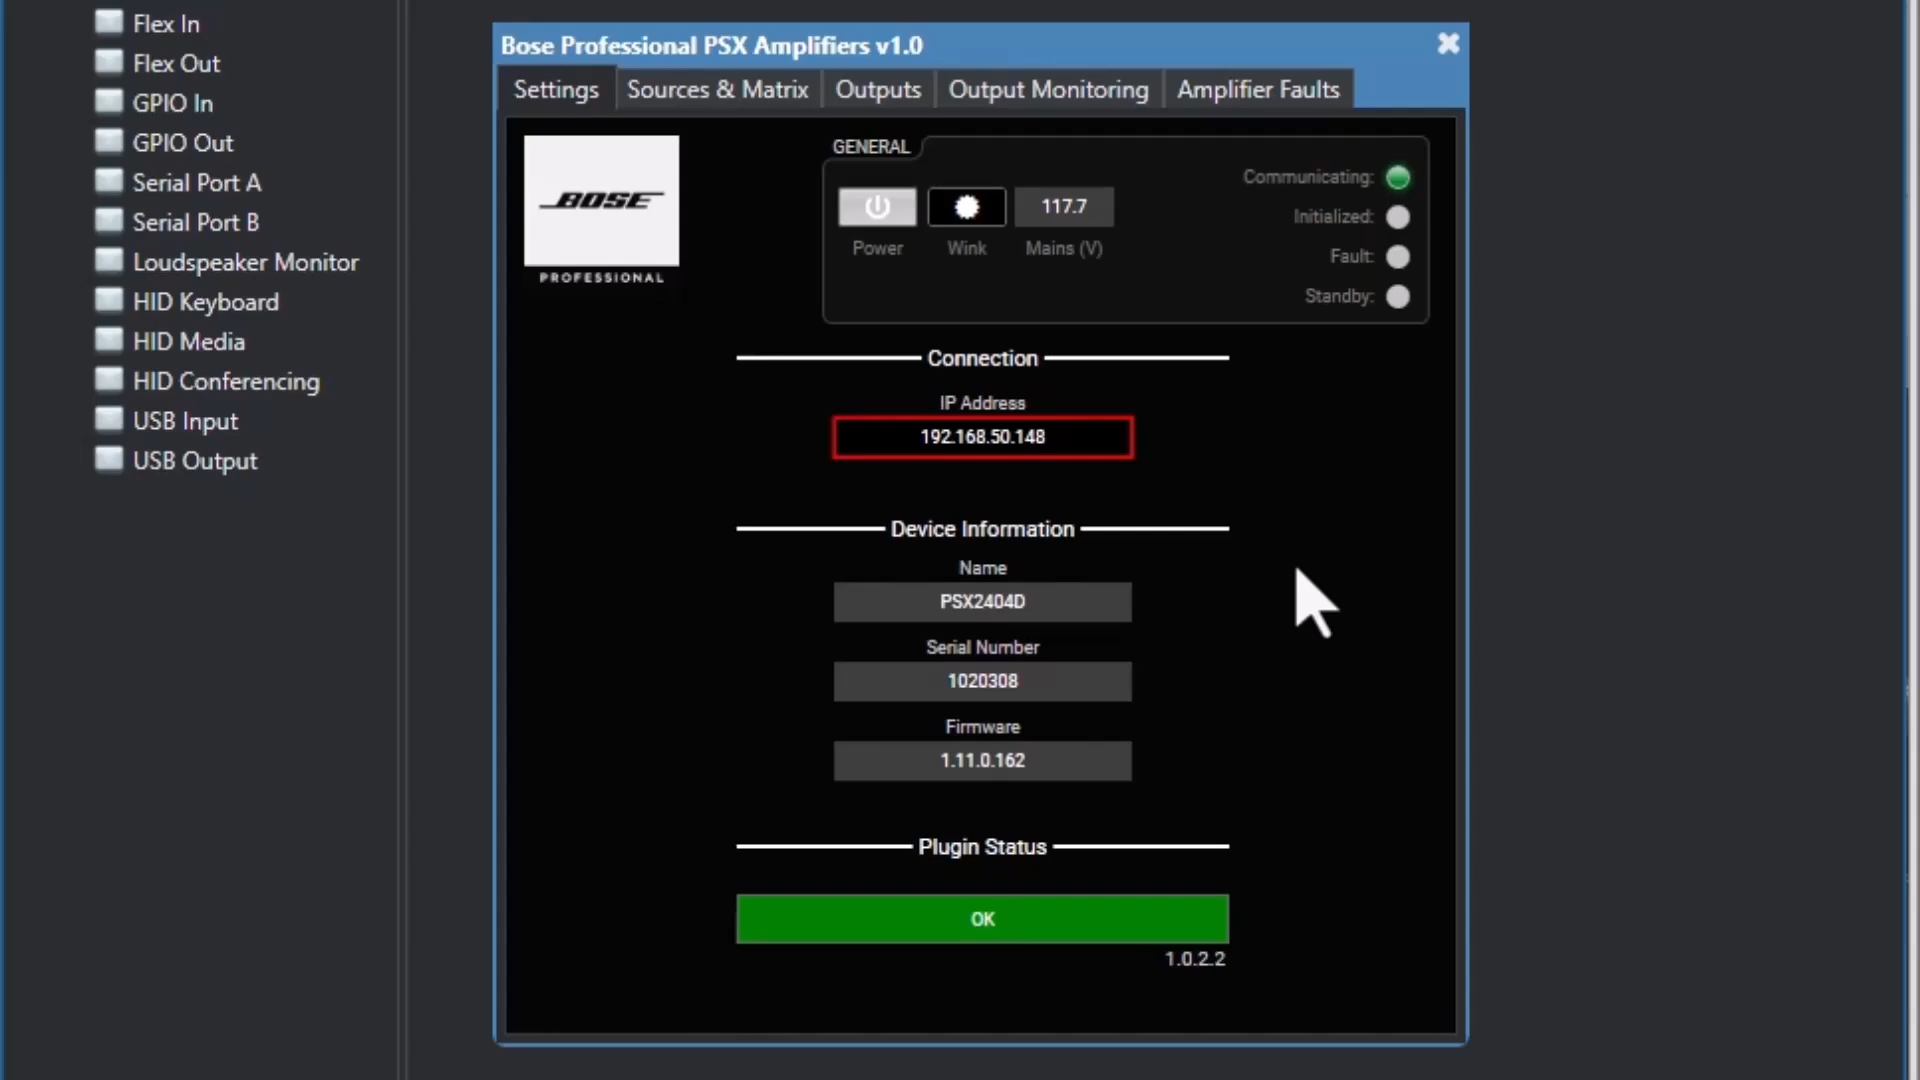 Flex In
Flex Out
GPIO In
GPIO Out
Serial Port A
Serial Port B
Loudspeaker Monitor
HID Keyboard
HID Media
HID Conferencing
USB Input
USB Output
Bose Professional PSX Amplifiers v1.0
Settings Sources & Matrix Outputs Output Monitoring Amplifier Faults
BOSE
PROFESSIONAL
GENERAL
117.7
Power Wink Mains (V)
Communicating:
Initialized:
Fault:
Standby:
Connection
IP Address
192.168.50.148
Device Information
Name
PSX2404D
Serial Number
1020308
Firmware
1.11.0.162
Plugin Status
OK
1.0.2.2